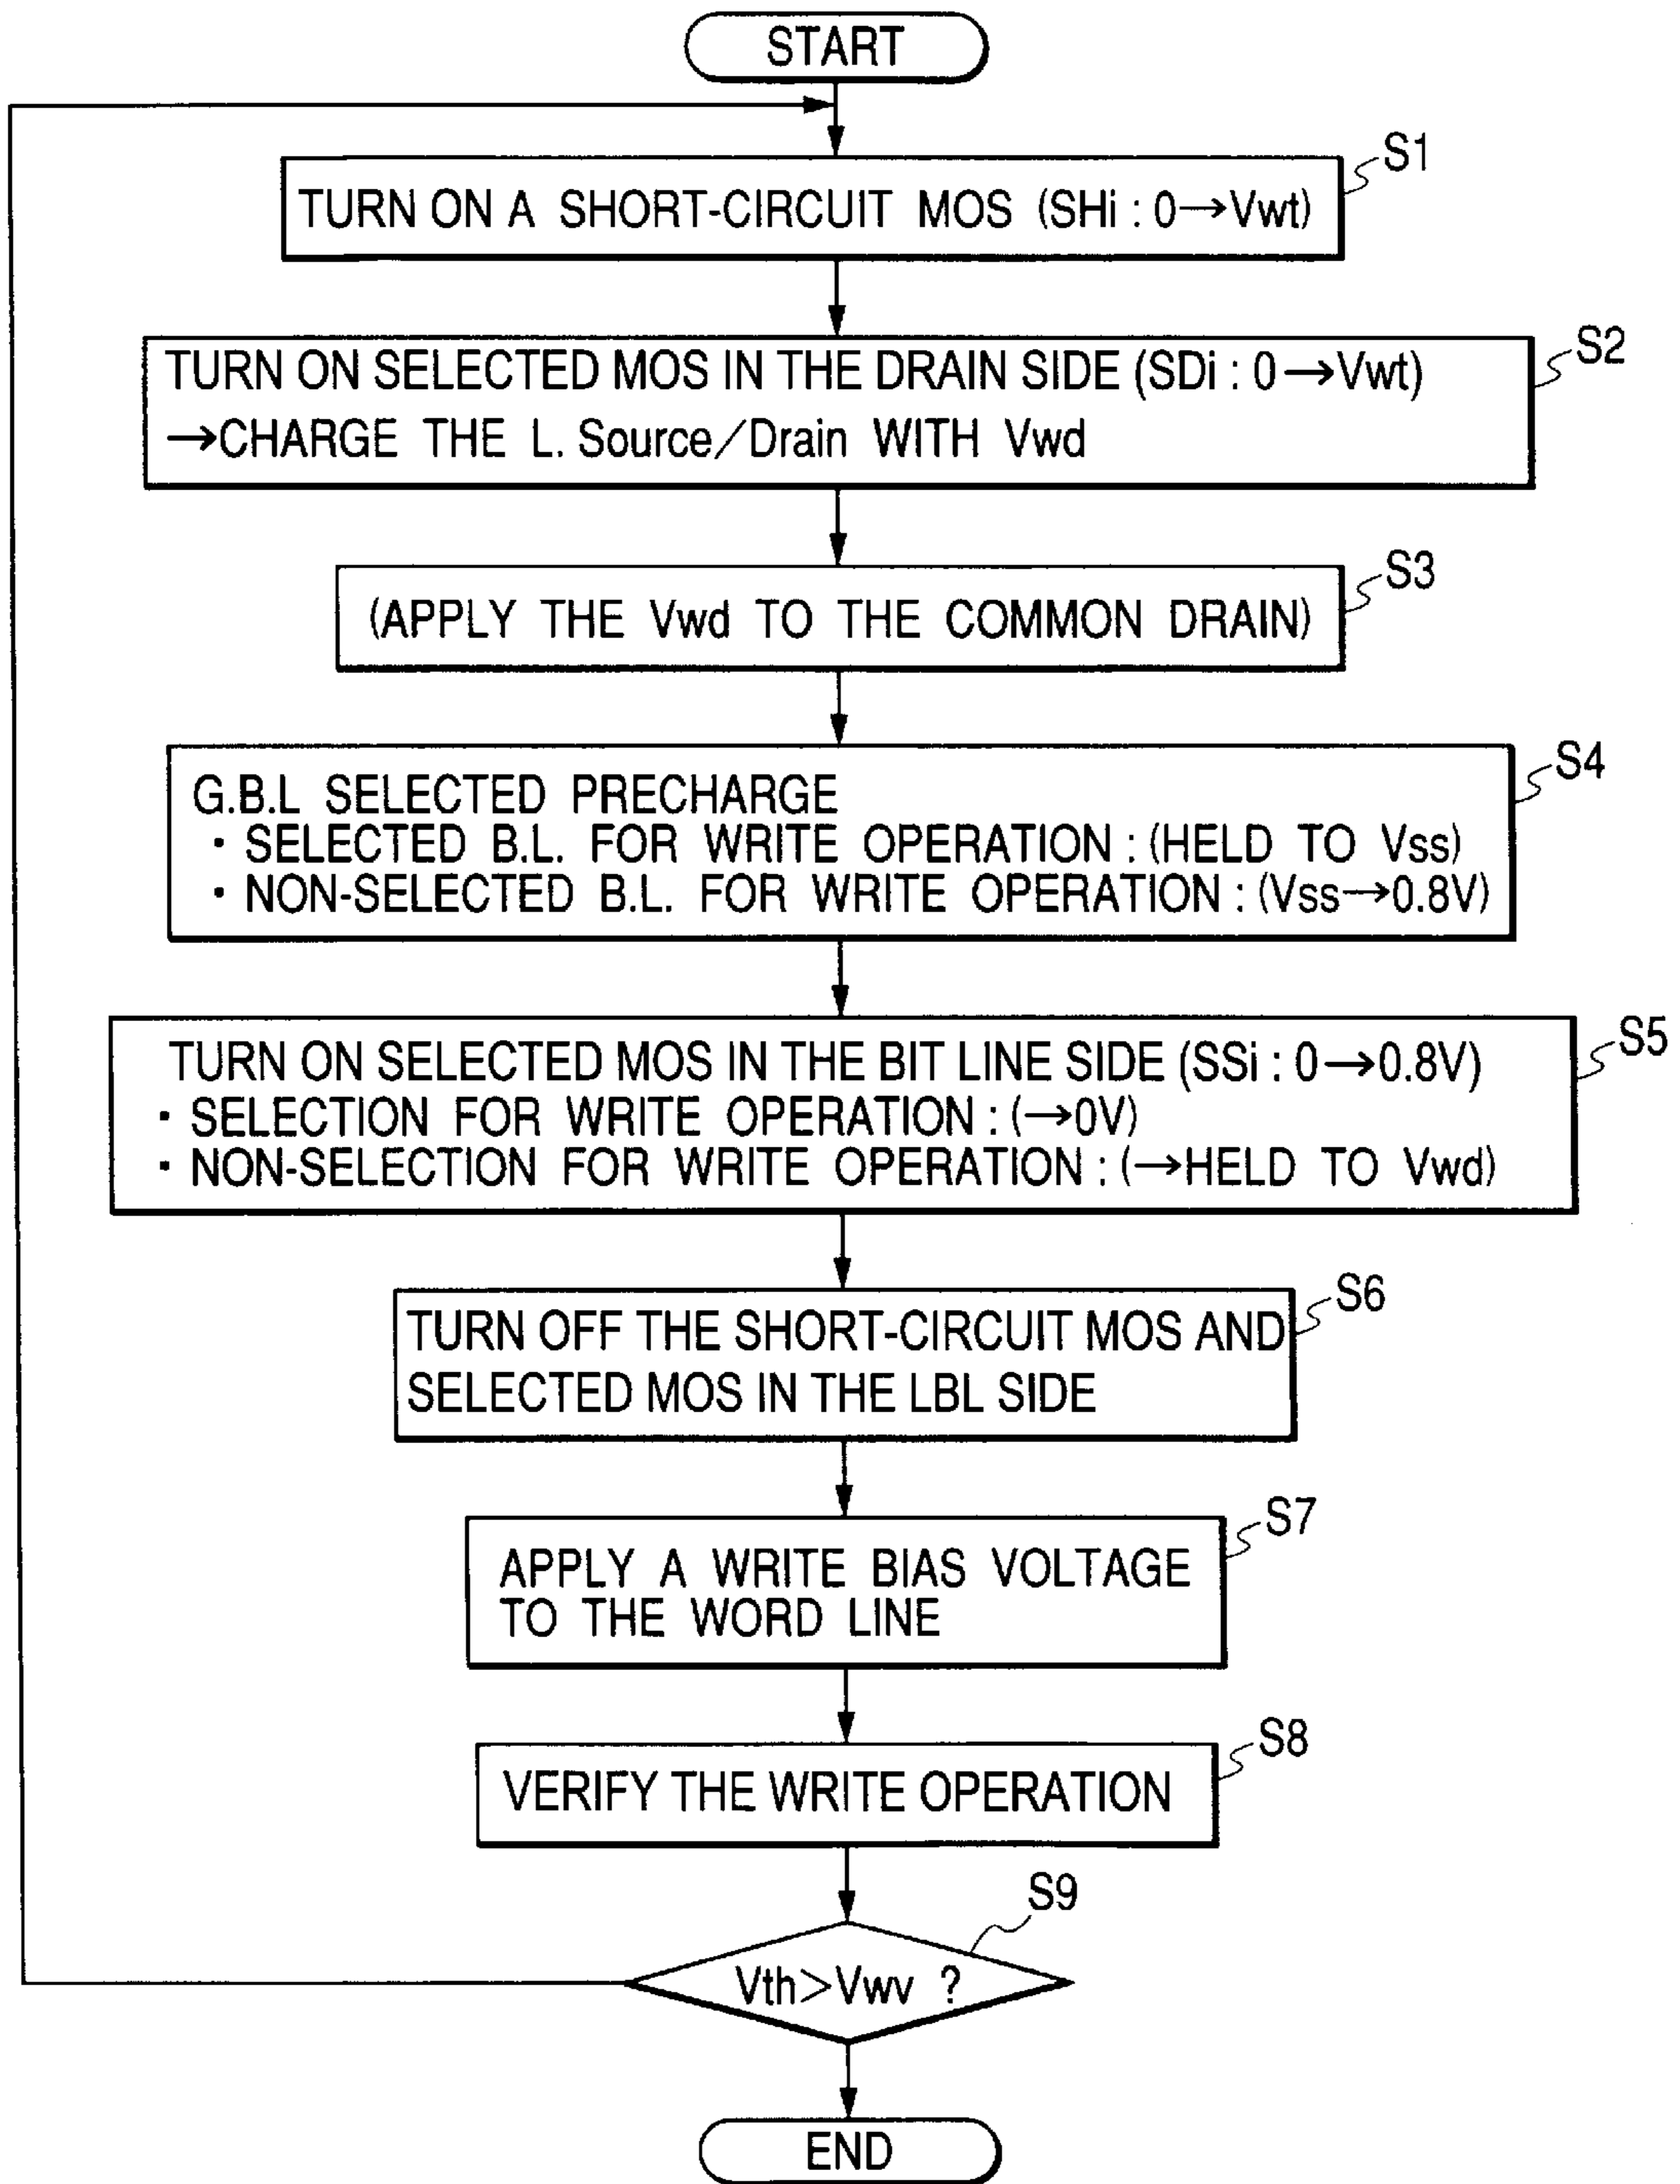 START
S1
TURN ON A SHORT-CIRCUIT MOS (SHi : 0→Vwt)
S2
TURN ON SELECTED MOS IN THE DRAIN SIDE (SDi : 0→Vwt)
→CHARGE THE L. Source/Drain WITH Vwd
S3
(APPLY THE Vwd TO THE COMMON DRAIN)
S4
G.B.L SELECTED PRECHARGE
・SELECTED B.L. FOR WRITE OPERATION : (HELD TO Vss)
・NON-SELECTED B.L. FOR WRITE OPERATION : (Vss→0.8V)
S5
TURN ON SELECTED MOS IN THE BIT LINE SIDE (SSi : 0→0.8V)
・SELECTION FOR WRITE OPERATION : (→0V)
・NON-SELECTION FOR WRITE OPERATION : (→HELD TO Vwd)
S6
TURN OFF THE SHORT-CIRCUIT MOS AND
SELECTED MOS IN THE LBL SIDE
S7
APPLY A WRITE BIAS VOLTAGE
TO THE WORD LINE
S8
VERIFY THE WRITE OPERATION
S9
Vth>Vwv ?
END